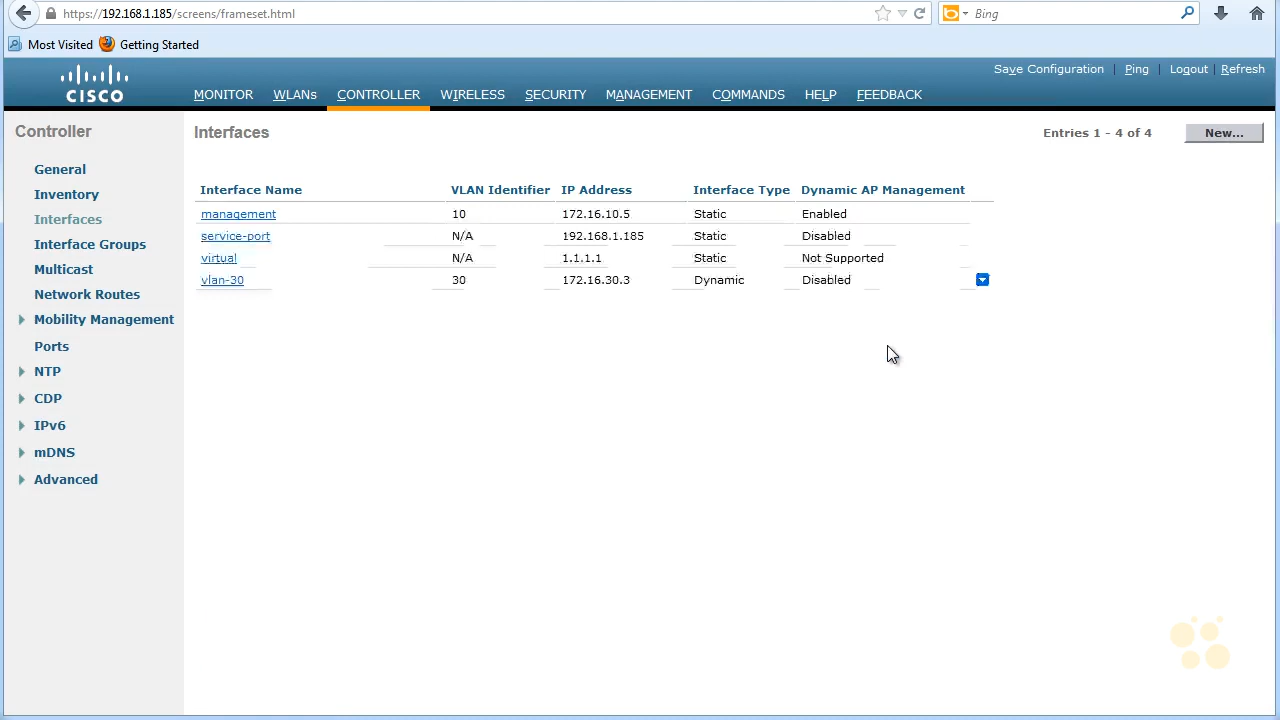 https://192.168.1.185/screens/frameset.html
Bing
Most Visited Getting Started
Save Configuration Ping Logout Refresh
CISCO
MONITOR WLANs CONTROLLER WIRELESS SECURITY MANAGEMENT COMMANDS HELP FEEDBACK
Controller
General
Inventory
Interfaces
Interface Groups
Multicast
Network Routes
Mobility Management
Ports
NTP
CDP
IPv6
mDNS
Advanced
Interfaces
Entries 1 - 4 of 4
New...
Interface Name VLAN Identifier IP Address Interface Type Dynamic AP Management
management 10 172.16.10.5 Static Enabled
service-port N/A 192.168.1.185 Static Disabled
virtual N/A 1.1.1.1 Static Not Supported
vlan-30 30 172.16.30.3 Dynamic Disabled